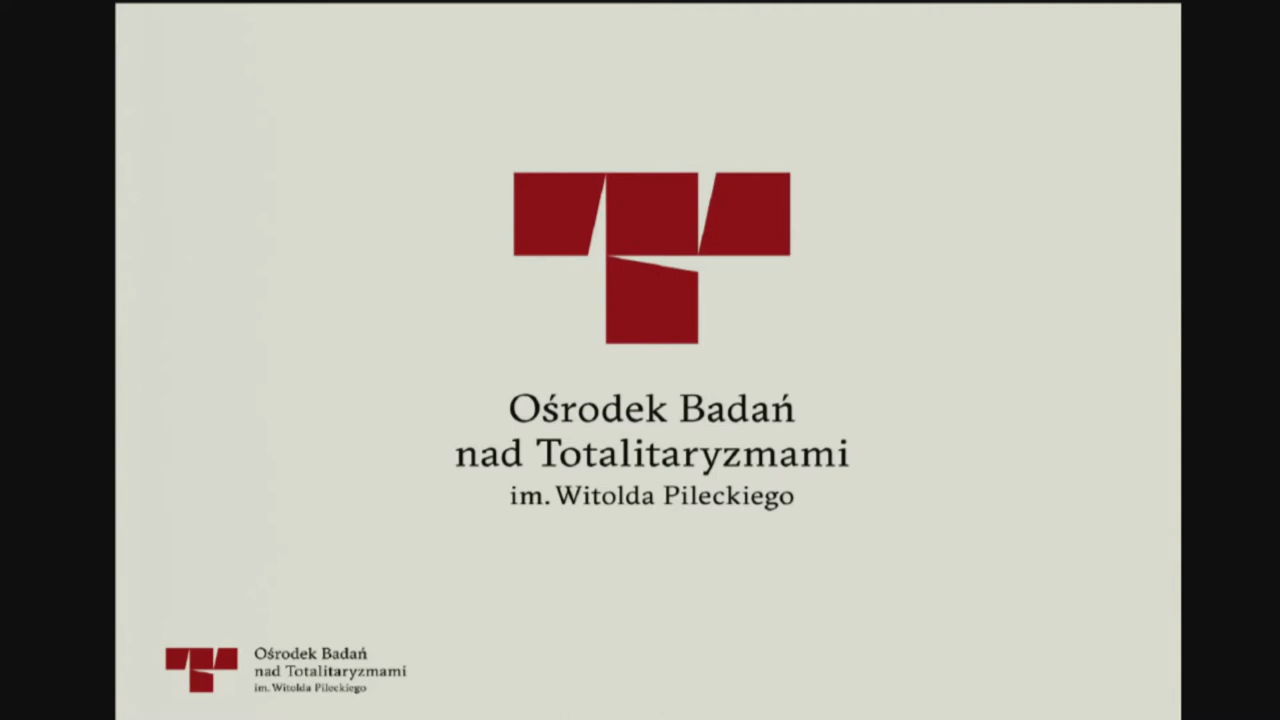 Ośrodek Badań
nad Totalitaryzmami
im. Witolda Pileckiego
Ośrodek Badań
nad Totalitaryzmami
im. Witolda Pileckiego